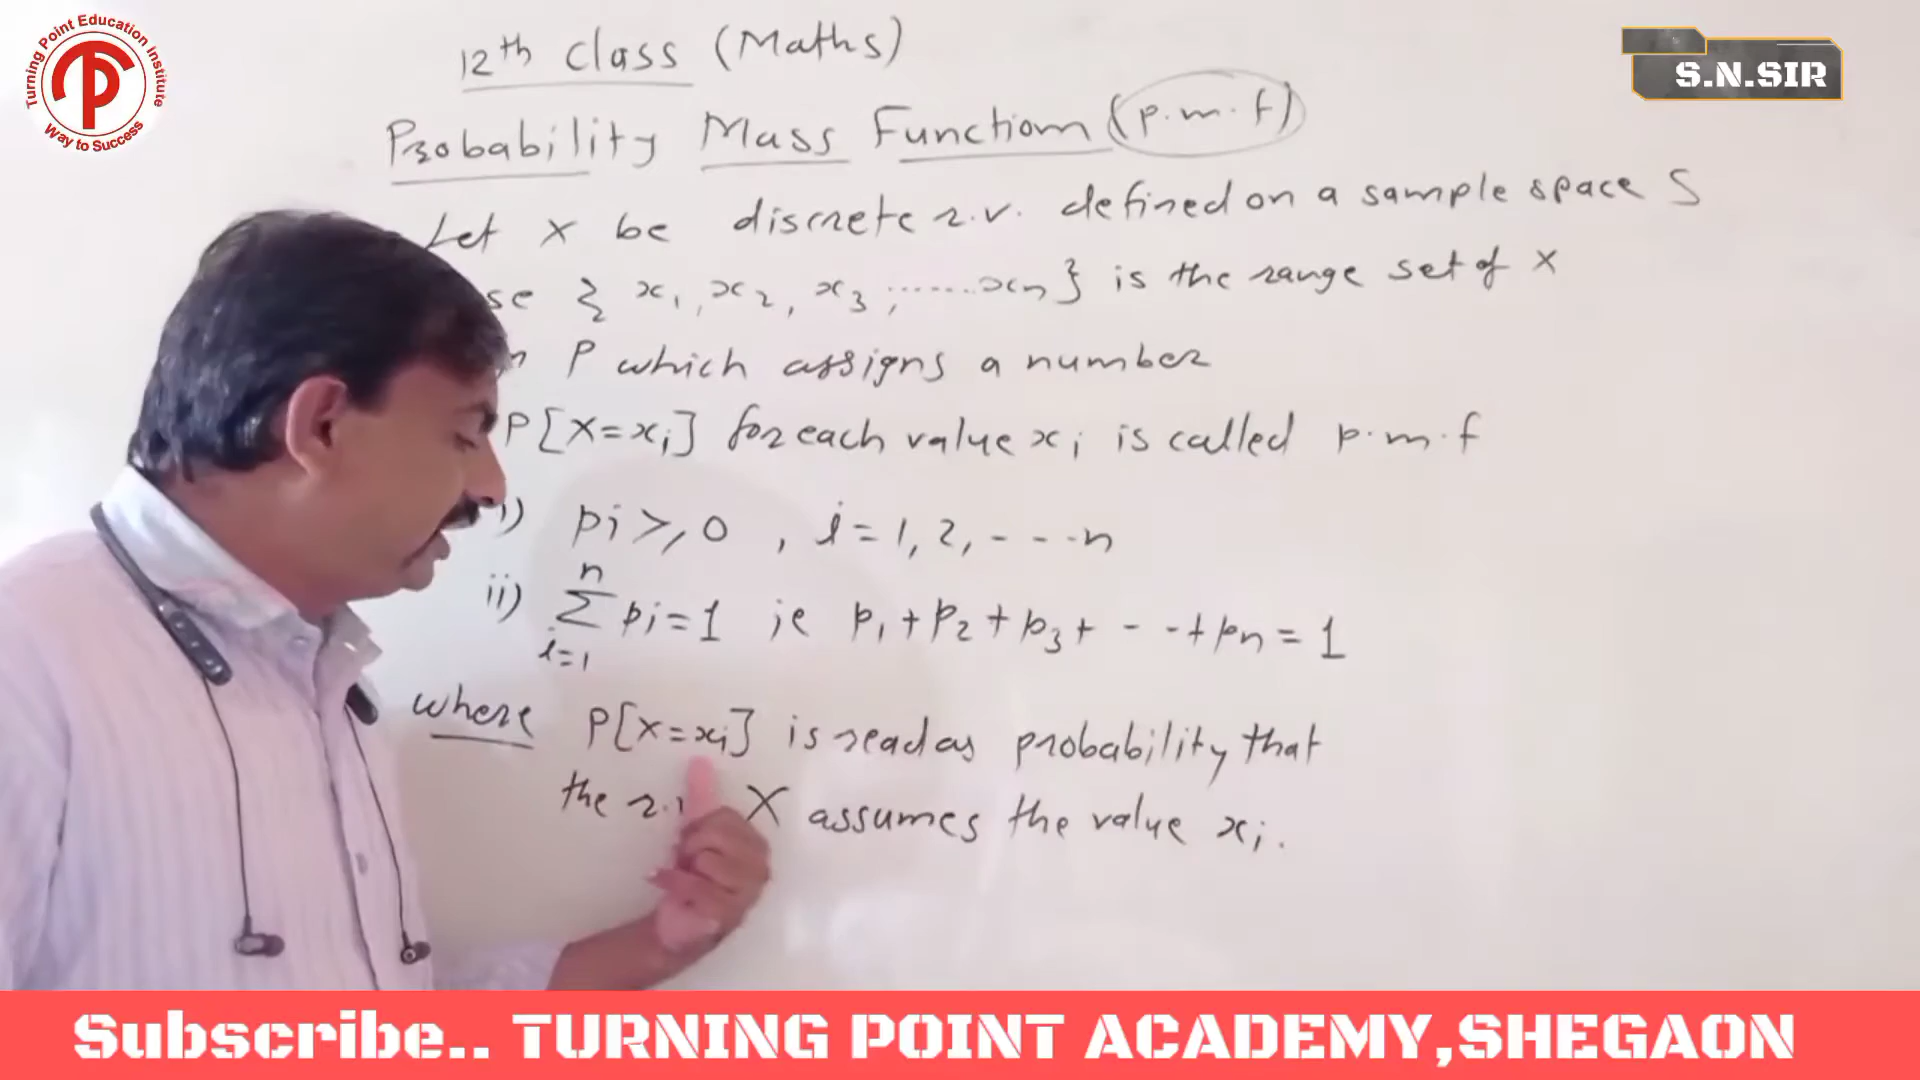 Turning Point Education Institute
TP
Way to Success
S.N.SIR
12th Class (Maths)
Probability Mass Function (p.m.f)
Let X be discrete r.v. defined on a sample space S
{ x1, x2, x3, ...... xn } is the range set of X
P which assigns a number
P[X=xi] for each value xi is called p.m.f
i) pi ≥ 0 , i = 1, 2, - - - n
ii) n∑i=1 pi = 1 ie p1 + p2 + p3 + - - + pn = 1
where P[X=xi] is read as probability that
the X assumes the value xi.
Subscribe.. TURNING POINT ACADEMY,SHEGAON